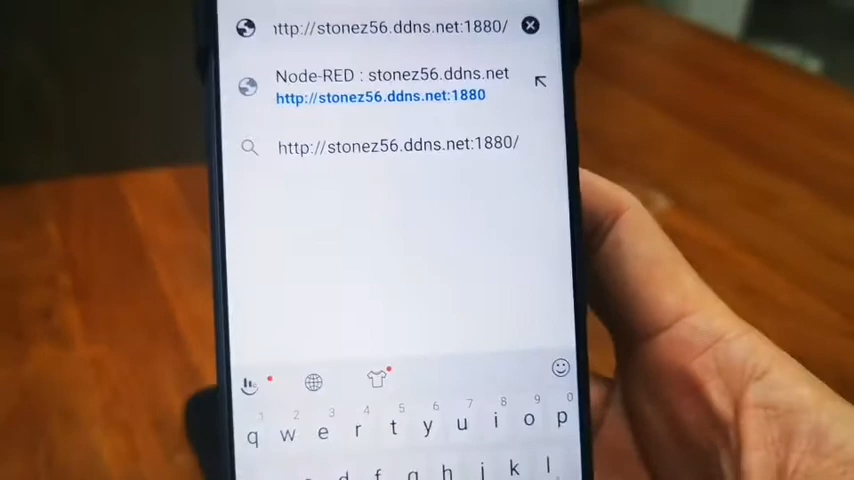 ttp://stonez56.ddns.net:1880/
Node-RED : stonez56.ddns.net
http://stonez56.ddns.net:1880
http://stonez56.ddns.net:1880/
1 2 3 4 5 6 7 8 9 0
q w e r t y u i o p
d f g h j k l